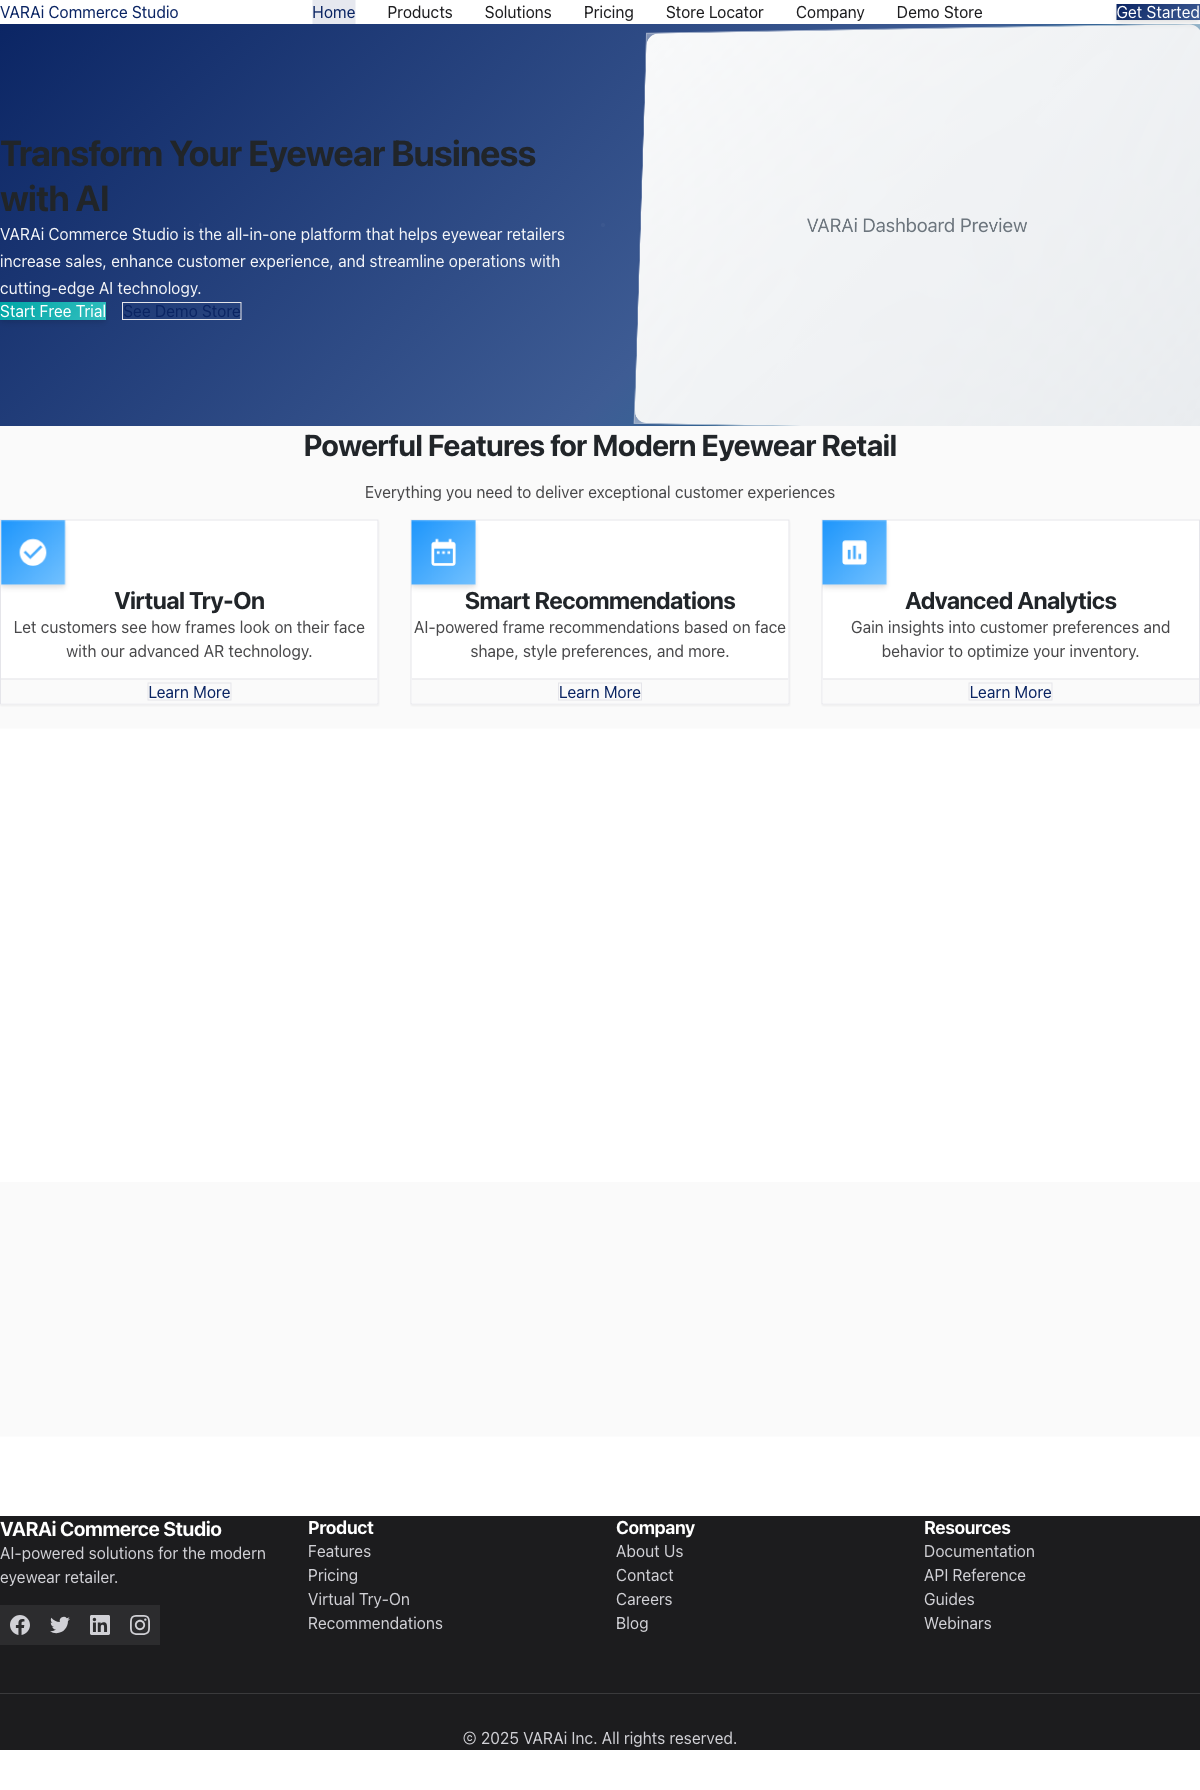 VARAi Commerce Studio
Home Products Solutions Pricing Store Locator Company Demo Store
Get Started
Transform Your Eyewear Business
with AI
VARAi Commerce Studio is the all-in-one platform that helps eyewear retailers
increase sales, enhance customer experience, and streamline operations with
cutting-edge AI technology.
Start Free Trial See Demo Store
VARAi Dashboard Preview
Powerful Features for Modern Eyewear Retail
Everything you need to deliver exceptional customer experiences
Virtual Try-On
Let customers see how frames look on their face
with our advanced AR technology.
Learn More
Smart Recommendations
AI-powered frame recommendations based on face
shape, style preferences, and more.
Learn More
Advanced Analytics
Gain insights into customer preferences and
behavior to optimize your inventory.
Learn More
VARAi Commerce Studio
AI-powered solutions for the modern
eyewear retailer.
Product
Features
Pricing
Virtual Try-On
Recommendations
Company
About Us
Contact
Careers
Blog
Resources
Documentation
API Reference
Guides
Webinars
© 2025 VARAi Inc. All rights reserved.